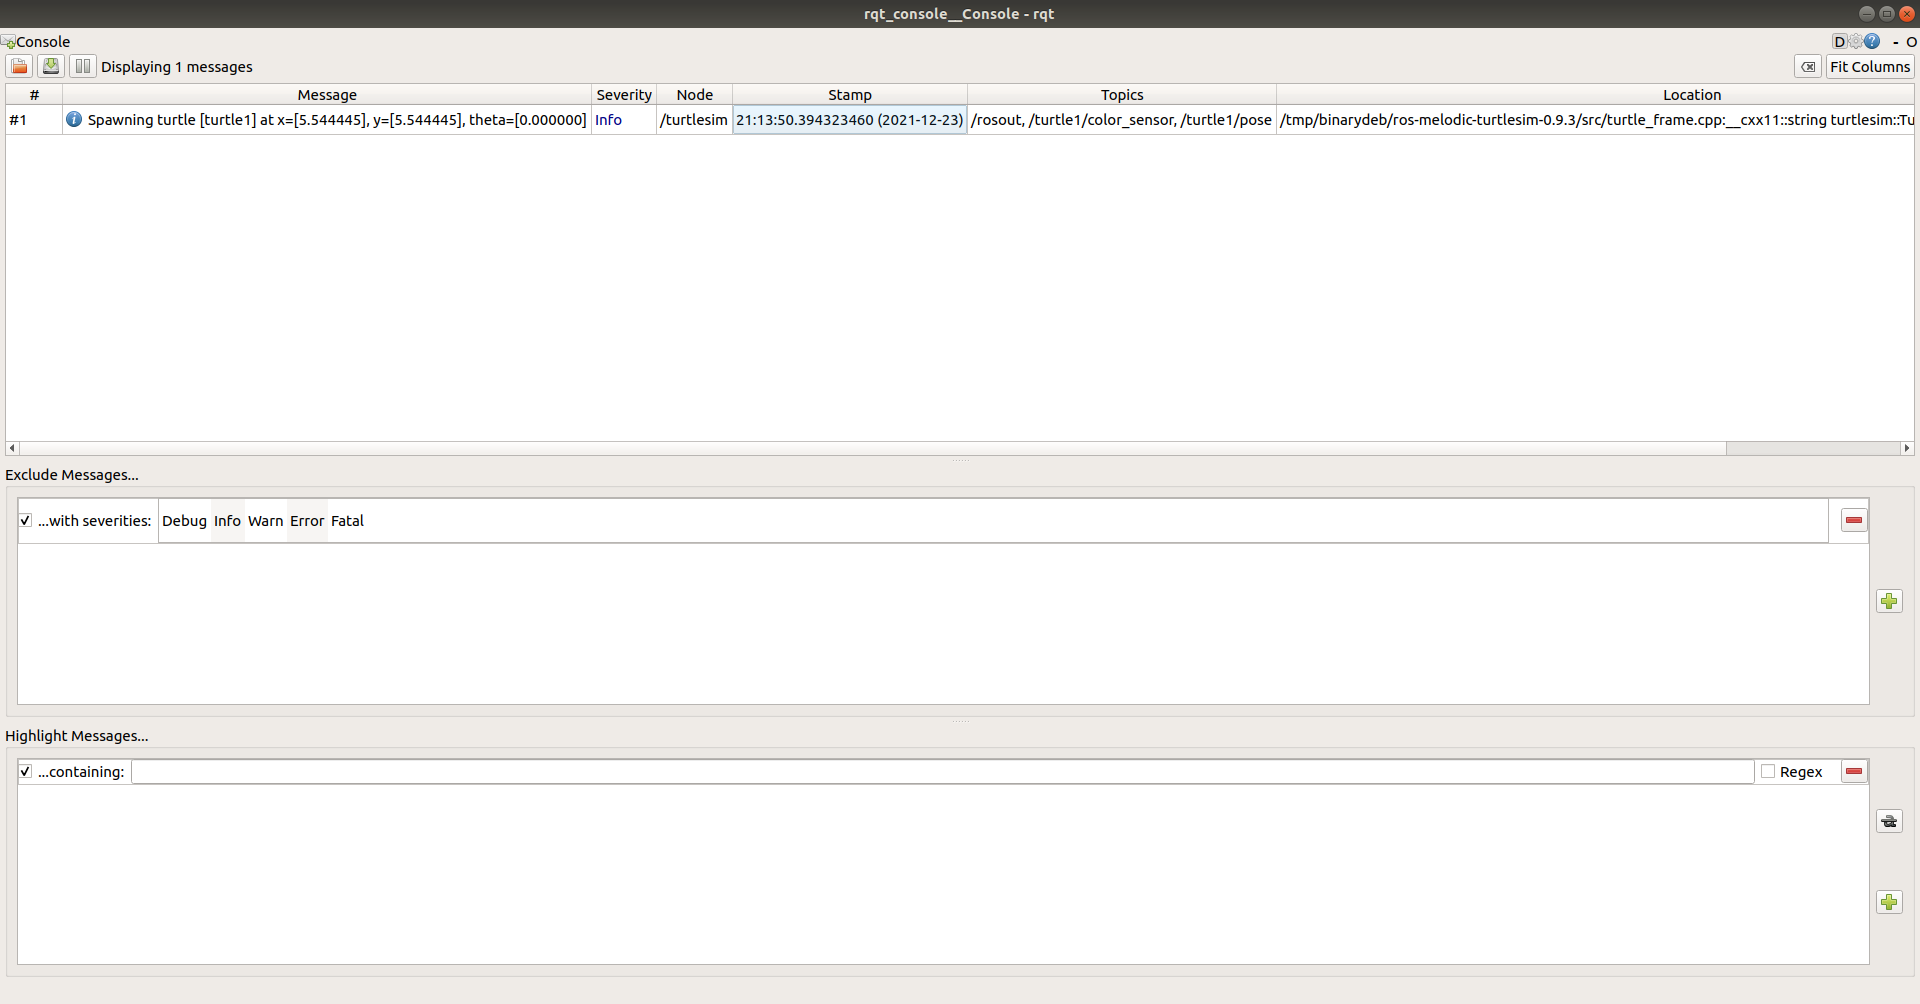 rqt_console__Console - rqt
Console
D - O
Displaying 1 messages
Fit Columns
# Message Severity Node Stamp Topics Location
#1 Spawning turtle [turtle1] at x=[5.544445], y=[5.544445], theta=[0.000000] Info /turtlesim 21:13:50.394323460 (2021-12-23) /rosout, /turtle1/color_sensor, /turtle1/pose /tmp/binarydeb/ros-melodic-turtlesim-0.9.3/src/turtle_frame.cpp:__cxx11::string turtlesim::Tu
Exclude Messages...
...with severities: Debug Info Warn Error Fatal
Highlight Messages...
...containing: Regex